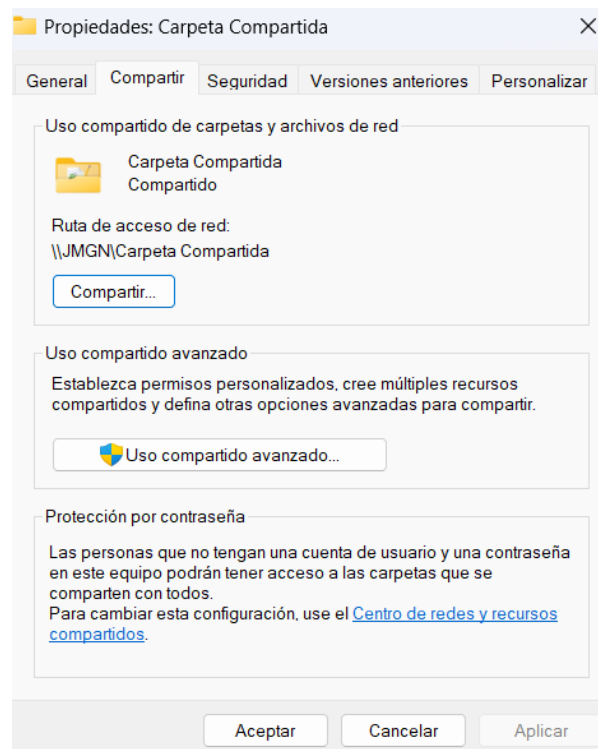 Propiedades: Carpeta Compartida
General Compartir Seguridad Versiones anteriores Personalizar
Uso compartido de carpetas y archivos de red
Carpeta Compartida
Compartido
Ruta de acceso de red:
\\JMGN\Carpeta Compartida
Compartir...
Uso compartido avanzado
Establezca permisos personalizados, cree múltiples recursos
compartidos y defina otras opciones avanzadas para compartir.
Uso compartido avanzado...
Protección por contraseña
Las personas que no tengan una cuenta de usuario y una contraseña
en este equipo podrán tener acceso a las carpetas que se
comparten con todos.
Para cambiar esta configuración, use el Centro de redes y recursos
compartidos.
Aceptar Cancelar Aplicar